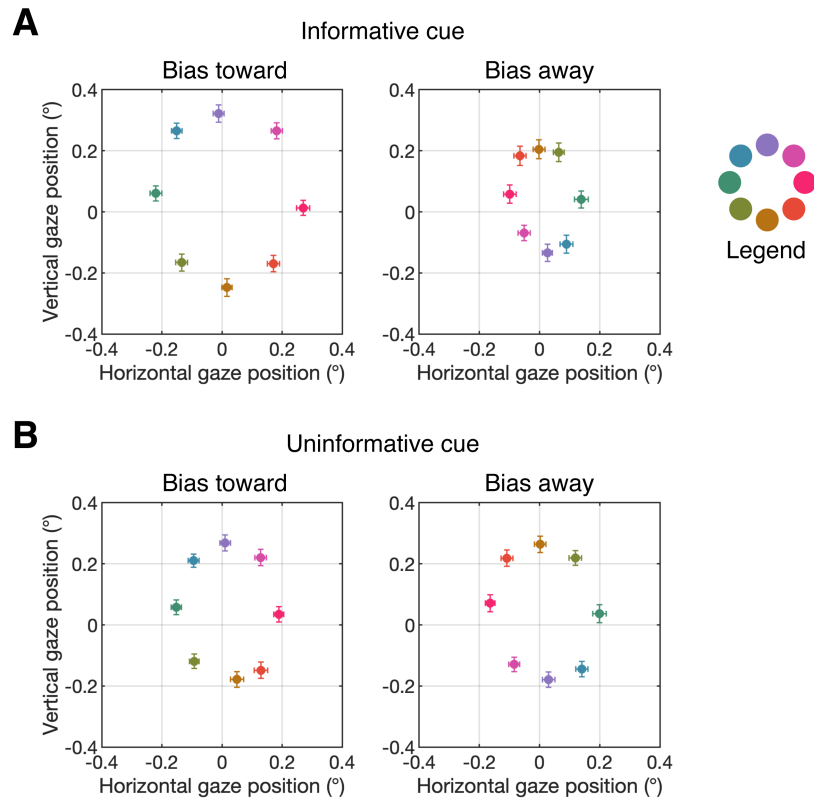 A
Informative cue
Bias toward
Bias away
Vertical gaze position (°)
0.4
0.2
0
-0.2
-0.4
-0.4 -0.2 0 0.2 0.4
Horizontal gaze position (°)
0.4
0.2
0
-0.2
-0.4
-0.4 -0.2 0 0.2 0.4
Horizontal gaze position (°)
Legend
B
Uninformative cue
Bias toward
Bias away
Vertical gaze position (°)
0.4
0.2
0
-0.2
-0.4
-0.4 -0.2 0 0.2 0.4
Horizontal gaze position (°)
0.4
0.2
0
-0.2
-0.4
-0.4 -0.2 0 0.2 0.4
Horizontal gaze position (°)